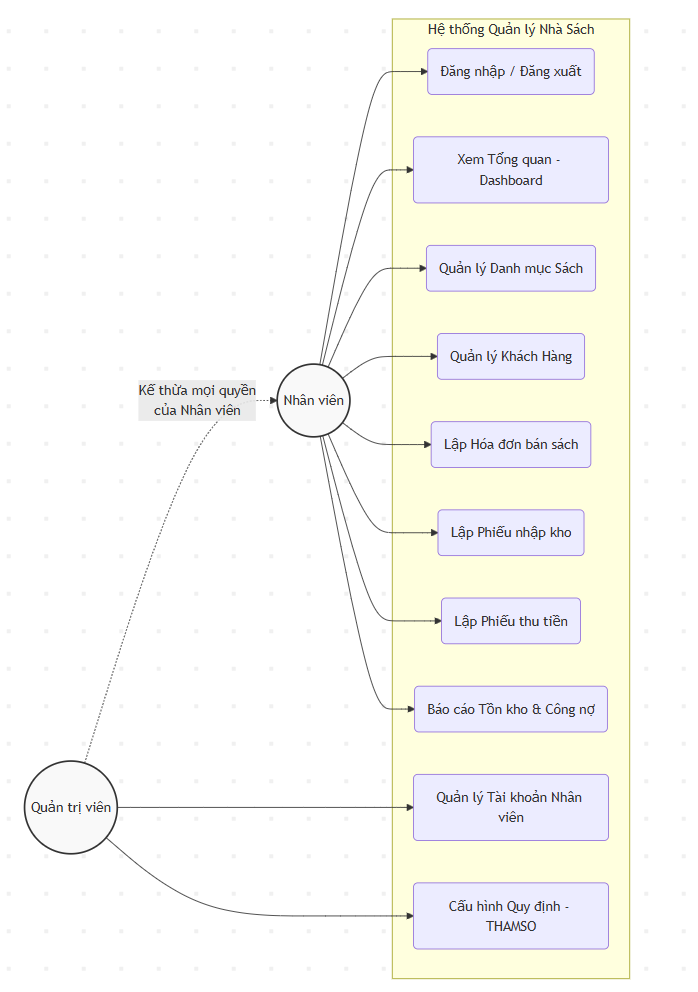 Hệ thống Quản lý Nhà Sách
Đăng nhập / Đăng xuất
Xem Tổng quan -
Dashboard
Quản lý Danh mục Sách
Quản lý Khách Hàng
Kế thừa mọi quyền
của Nhân viên
Nhân viên
Lập Hóa đơn bán sách
Lập Phiếu nhập kho
Lập Phiếu thu tiền
Báo cáo Tồn kho & Công nợ
Quản trị viên
Quản lý Tài khoản Nhân
viên
Cấu hình Quy định -
THAMSO